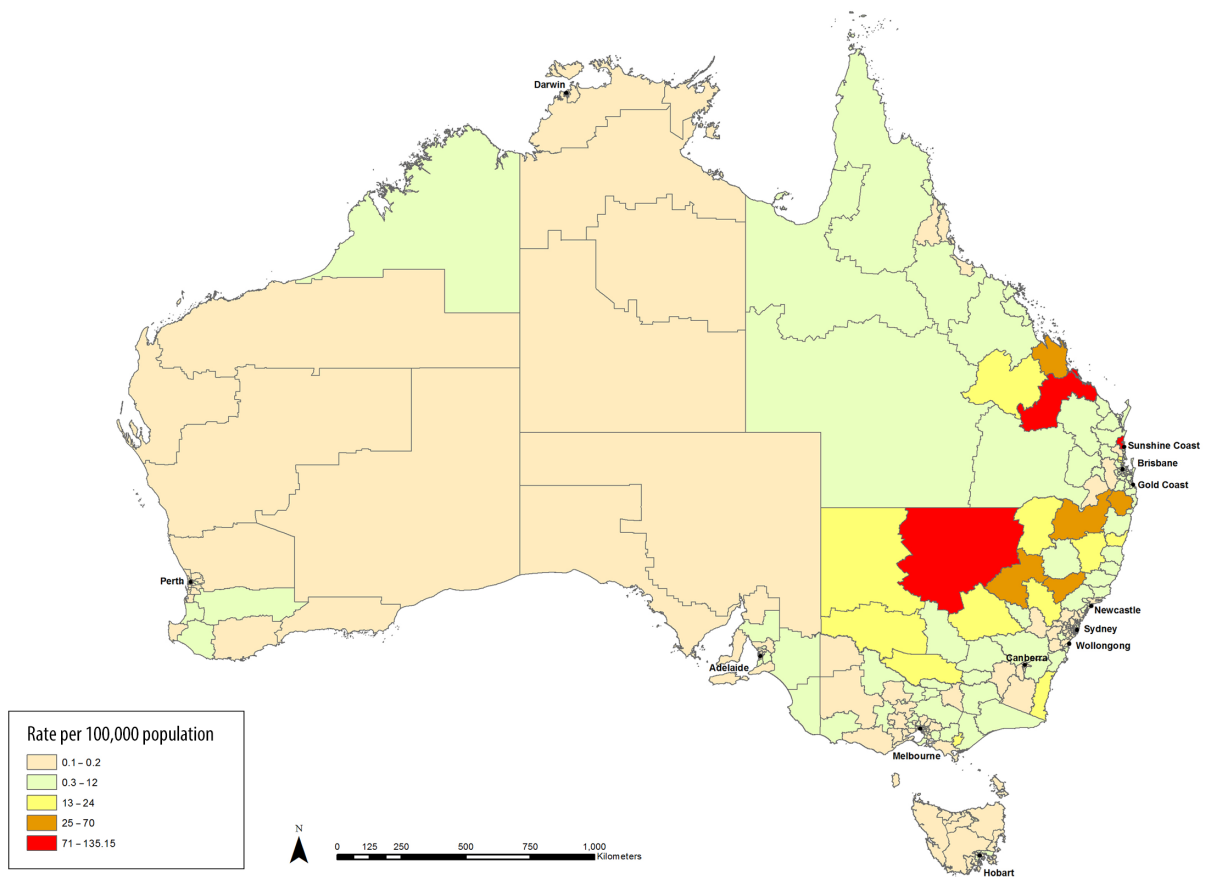 Darwin
Sunshine Coast
Brisbane
Gold Coast
Perth
Newcastle
Sydney
Wollongong
Canberra
Adelaide
Melbourne
Hobart
Rate per 100,000 population
0.1 – 0.2
0.3 – 12
13 – 24
25 – 70
71 – 135.15
N
0 125 250 500 750 1,000
Kilometers